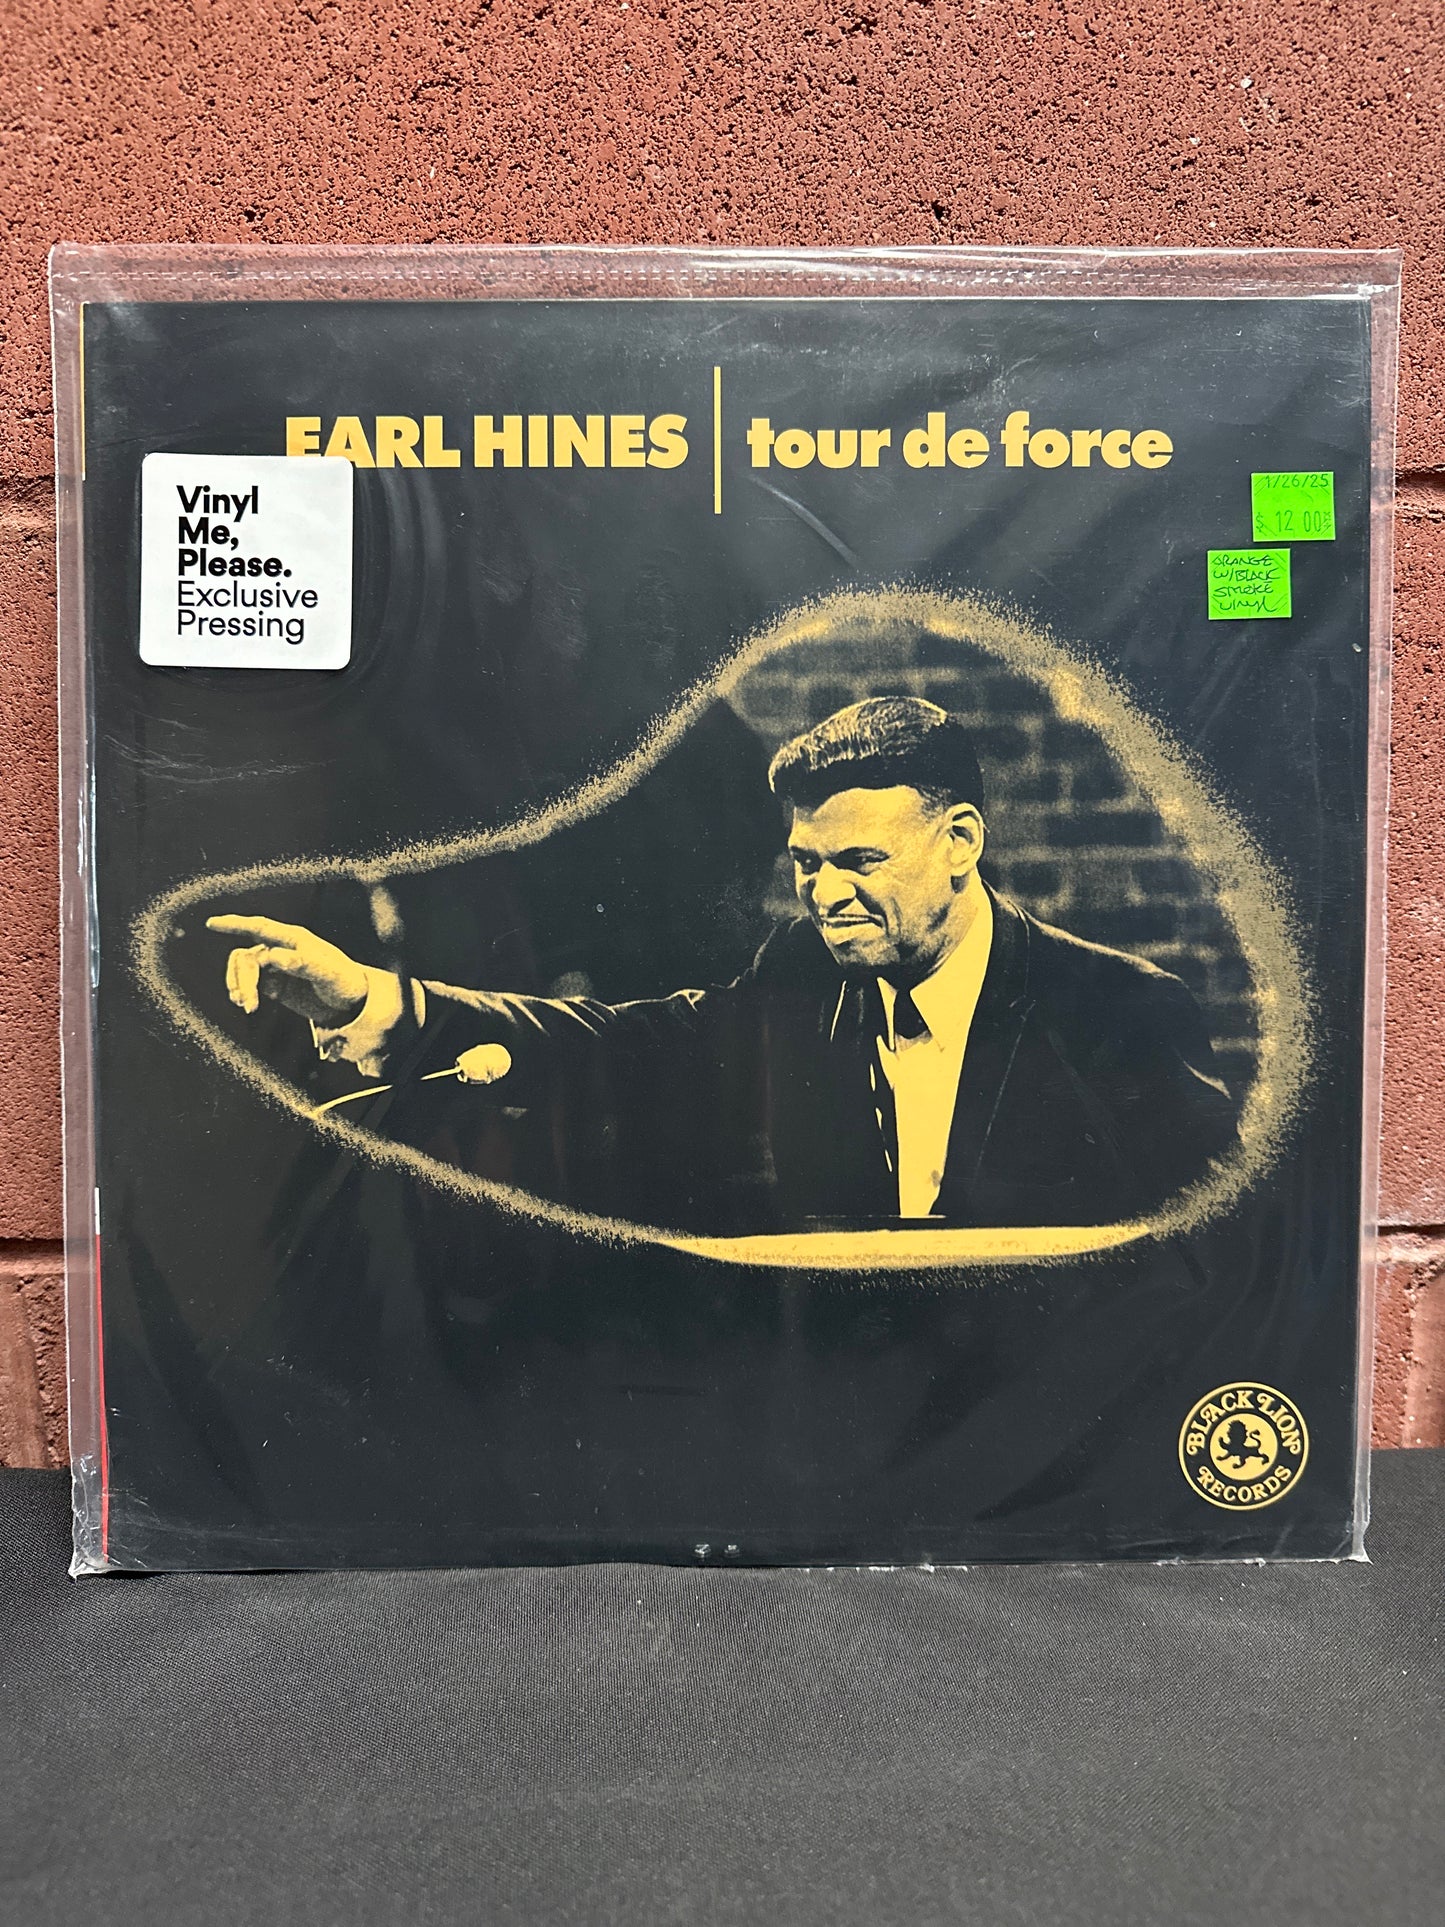 EARL HINES | tour de force
Vinyl
Me,
Please.
Exclusive
Pressing
1/26/25
$ 12.00
ORANGE
W/BLACK
SMOKE
VINYL
BLACK LION
RECORDS